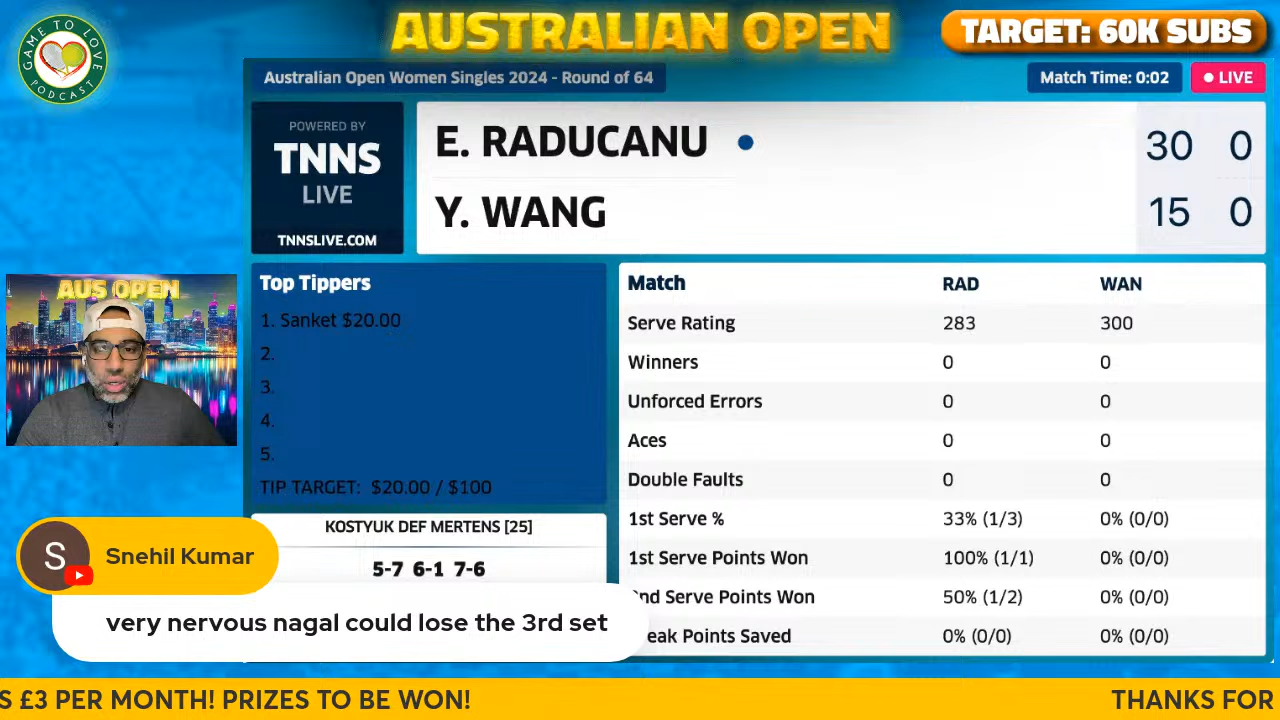 GAME TO LOVE
PODCAST
AUSTRALIAN OPEN
TARGET: 60K SUBS
Australian Open Women Singles 2024 - Round of 64
Match Time: 0:02
LIVE
POWERED BY
TNNS
LIVE
TNNSLIVE.COM
E. RADUCANU 30 0
Y. WANG 15 0
AUS OPEN
Top Tippers
1. Sanket $20.00
2.
3.
4.
5.
TIP TARGET: $20.00 / $100
KOSTYUK DEF MERTENS [25]
5-7 6-1 7-6
Match RAD WAN
Serve Rating 283 300
Winners 0 0
Unforced Errors 0 0
Aces 0 0
Double Faults 0 0
1st Serve % 33% (1/3) 0% (0/0)
1st Serve Points Won 100% (1/1) 0% (0/0)
nd Serve Points Won 50% (1/2) 0% (0/0)
eak Points Saved 0% (0/0) 0% (0/0)
S
Snehil Kumar
very nervous nagal could lose the 3rd set
S £3 PER MONTH! PRIZES TO BE WON! THANKS FOR